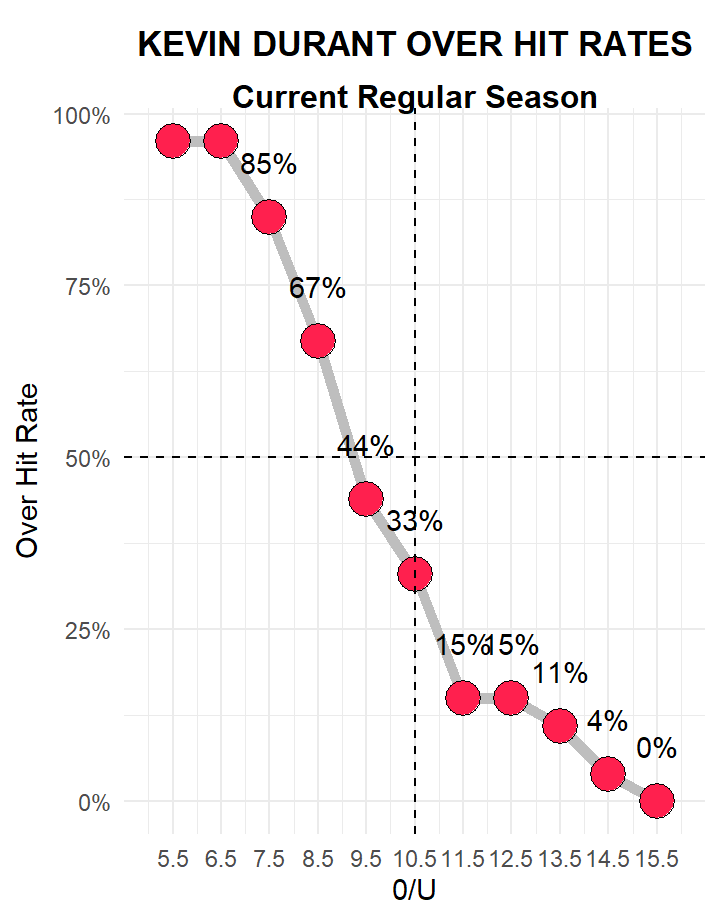 KEVIN DURANT OVER HIT RATES
Current Regular Season
100%
85%
75%
67%
50%
44%
33%
25%
15% 15%
11%
4%
0%
0%
Over Hit Rate
5.5 6.5 7.5 8.5 9.5 10.5 11.5 12.5 13.5 14.5 15.5
0/U